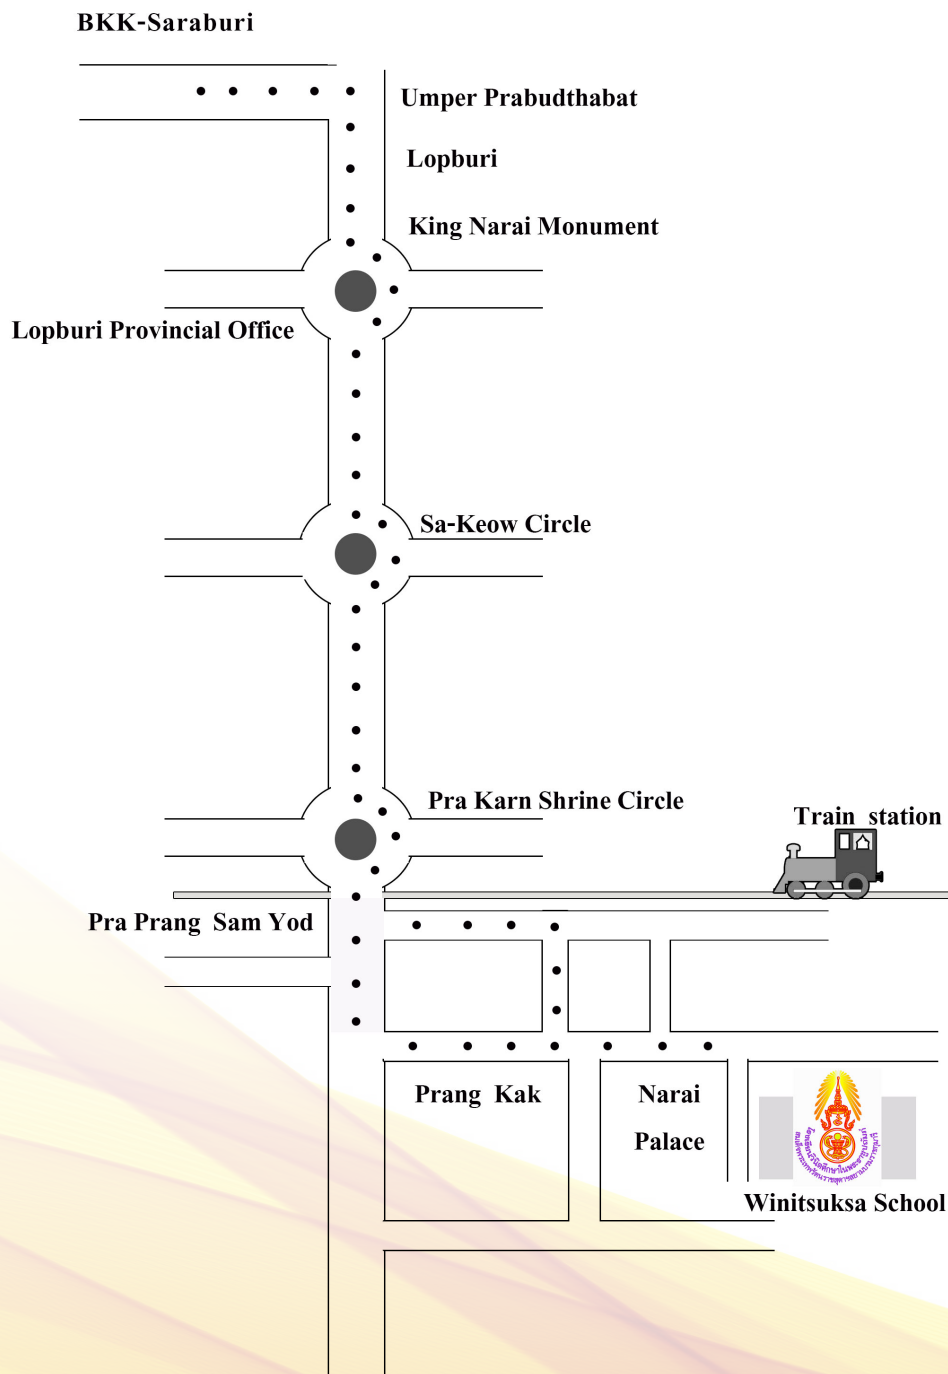 BKK-Saraburi
Umper Prabudthabat
Lopburi
King Narai Monument
Lopburi Provincial Office
Sa-Keow Circle
Pra Karn Shrine Circle
Train station
Pra Prang Sam Yod
Prang Kak
Narai
Palace
Winitsuksa School